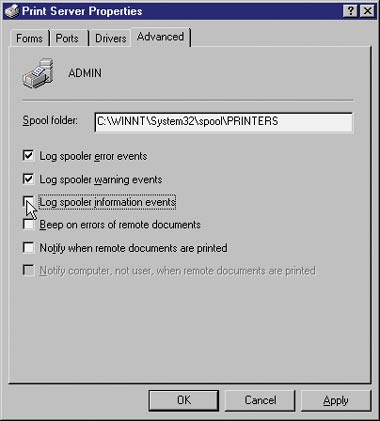 Print Server Properties
Forms Ports Drivers Advanced
ADMIN
Spool folder: C:\WINNT\System32\spool\PRINTERS
Log spooler error events
Log spooler warning events
Log spooler information events
Beep on errors of remote documents
Notify when remote documents are printed
Notify computer, not user, when remote documents are printed
OK Cancel Apply